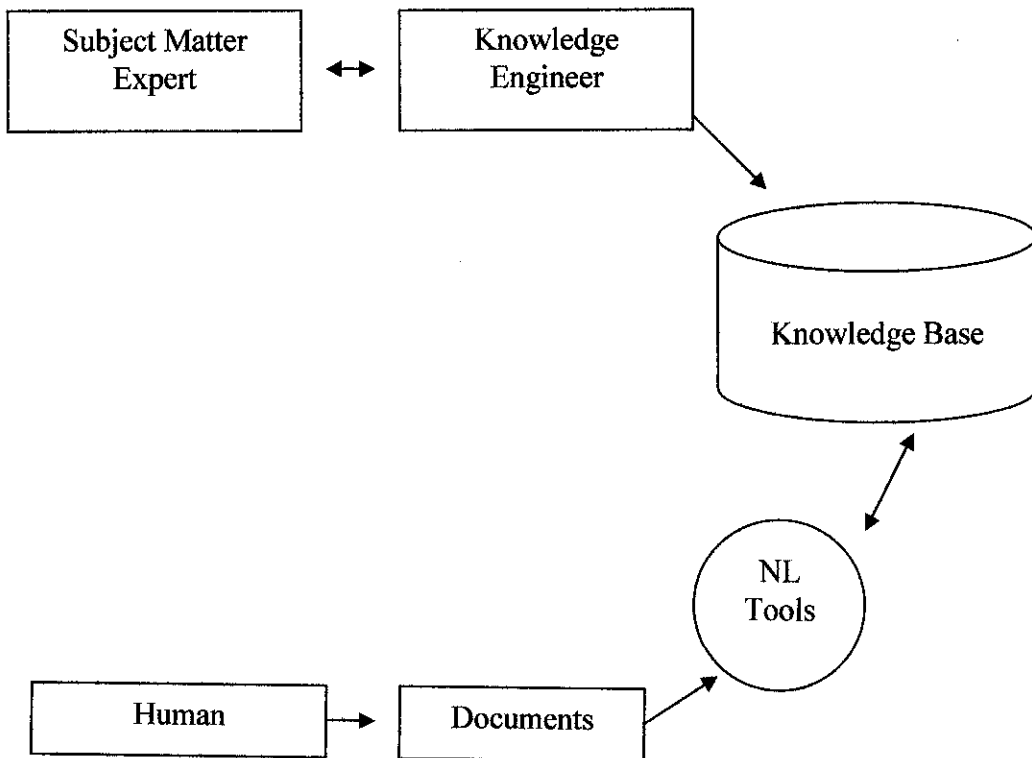 Subject Matter
Expert
Knowledge
Engineer
Knowledge Base
NL
Tools
Human
Documents